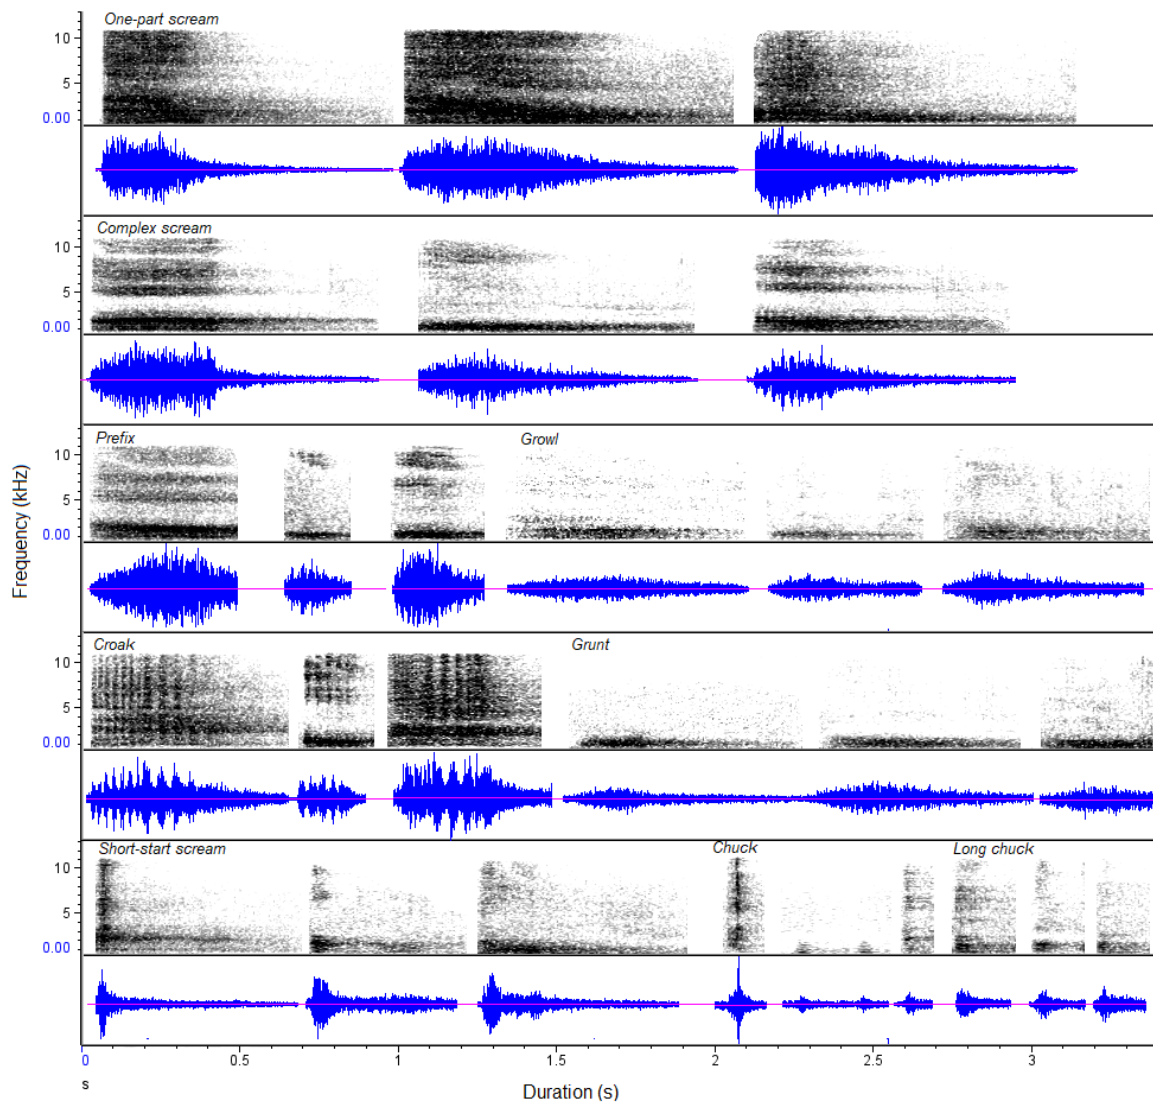 One-part scream
10
5
0.00
Complex scream
10
5
0.00
Prefix Growl
10
5
0.00
Frequency (kHz)
Croak Grunt
10
5
0.00
Short-start scream Chuck Long chuck
10
5
0.00
0 0.5 1 1.5 2 2.5 3
s
Duration (s)